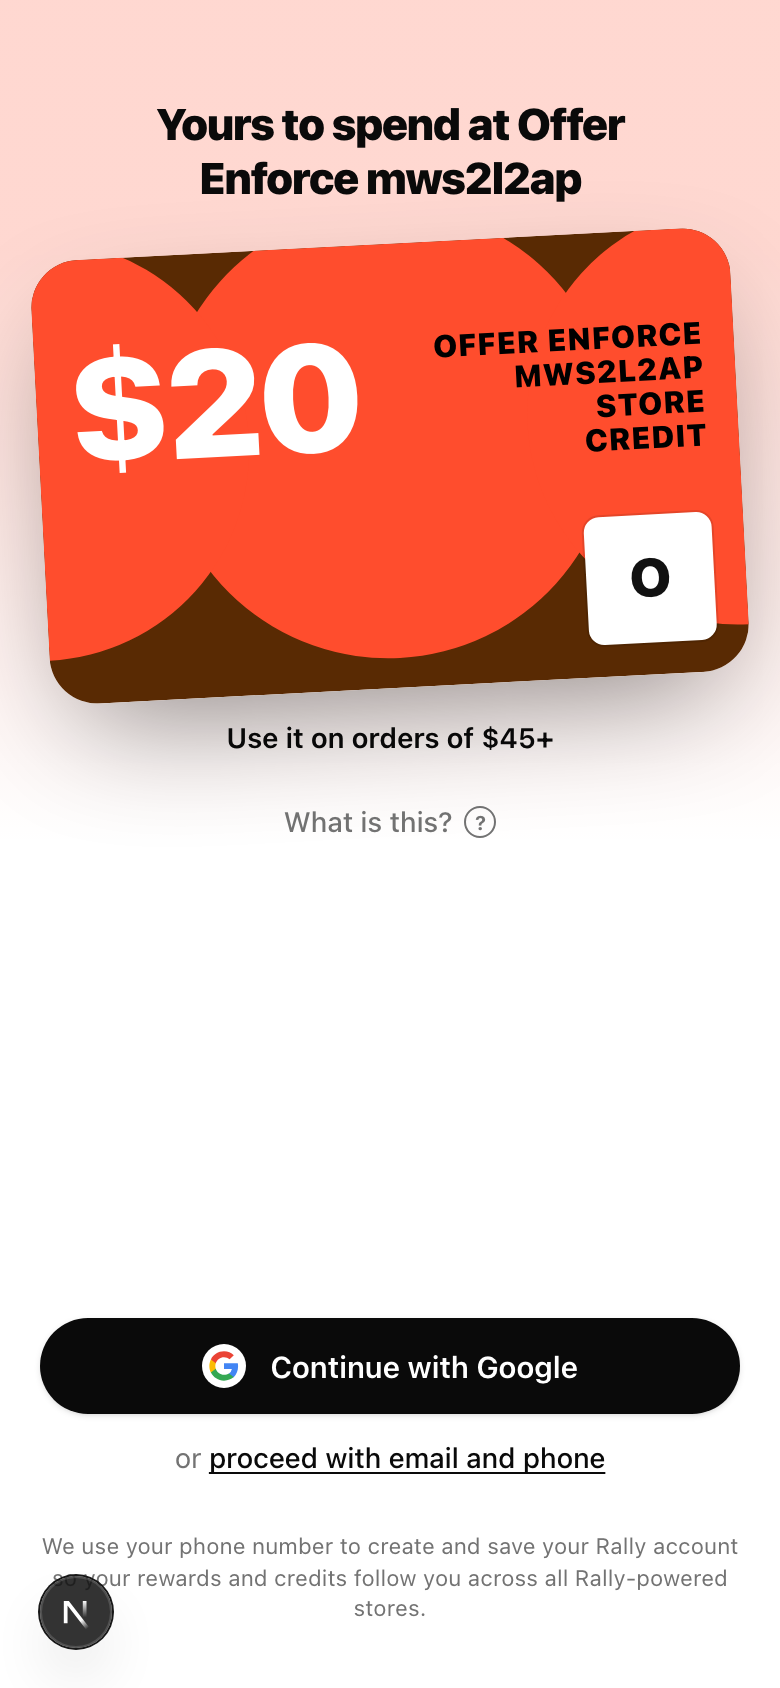 Yours to spend at Offer
Enforce mws2l2ap
$20
OFFER ENFORCE
MWS2L2AP
STORE
CREDIT
O
Use it on orders of $45+
What is this? ?
Continue with Google
or proceed with email and phone
We use your phone number to create and save your Rally account
so your rewards and credits follow you across all Rally-powered
stores.
N